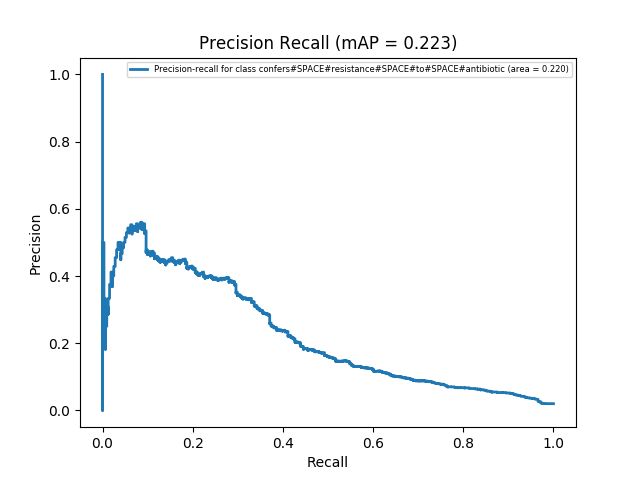 Precision Recall (mAP = 0.223)
Precision-recall for class confers#SPACE#resistance#SPACE#to#SPACE#antibiotic (area = 0.220)
1.0
0.8
0.6
0.4
0.2
0.0
Precision
0.0 0.2 0.4 0.6 0.8 1.0
Recall